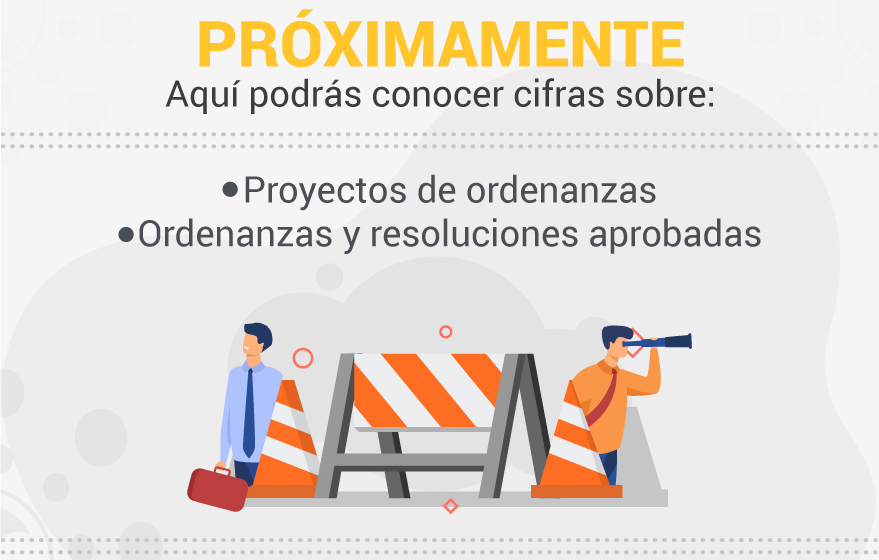 PRÓXIMAMENTE
Aquí podrás conocer cifras sobre:
●Proyectos de ordenanzas
●Ordenanzas y resoluciones aprobadas